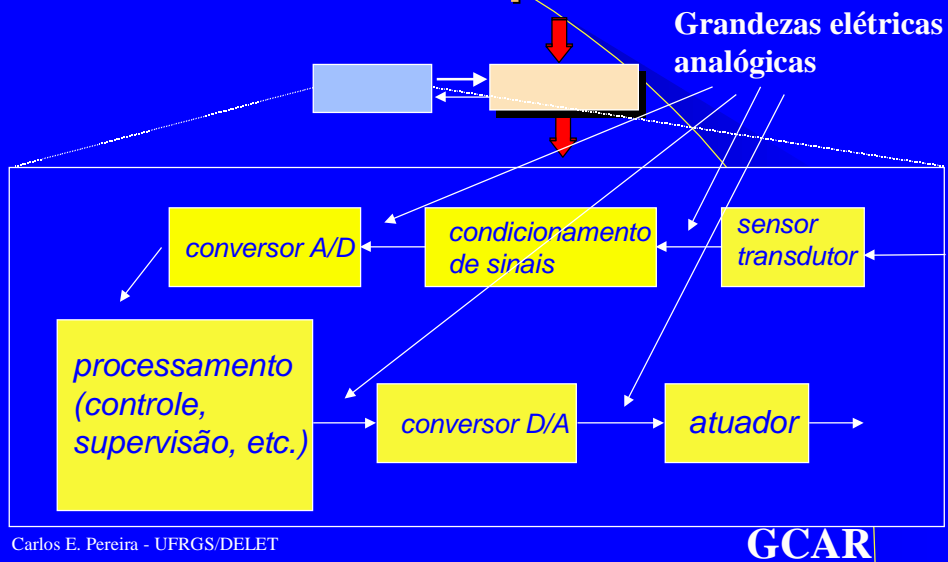 Grandezas elétricas
analógicas
conversor A/D
condicionamento
de sinais
sensor
transdutor
processamento
(controle,
supervisão, etc.)
conversor D/A
atuador
Carlos E. Pereira - UFRGS/DELET
GCAR